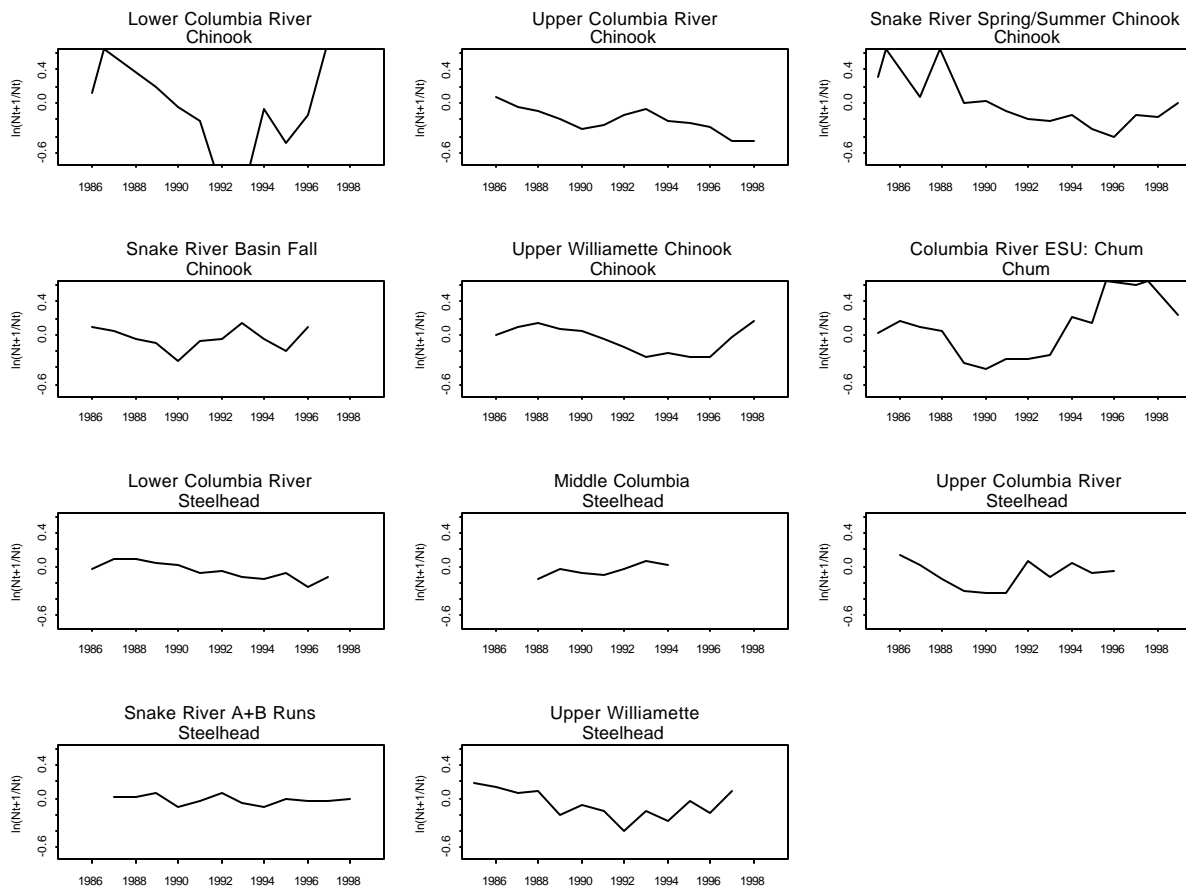 Lower Columbia River
Chinook
ln(Nt+1/Nt)
0.4
0.0
-0.6
1986 1988 1990 1992 1994 1996 1998
Upper Columbia River
Chinook
ln(Nt+1/Nt)
0.4
0.0
-0.6
1986 1988 1990 1992 1994 1996 1998
Snake River Spring/Summer Chinook
Chinook
ln(Nt+1/Nt)
0.4
0.0
-0.6
1986 1988 1990 1992 1994 1996 1998
Snake River Basin Fall
Chinook
ln(Nt+1/Nt)
0.4
0.0
-0.6
1986 1988 1990 1992 1994 1996 1998
Upper Williamette Chinook
Chinook
ln(Nt+1/Nt)
0.4
0.0
-0.6
1986 1988 1990 1992 1994 1996 1998
Columbia River ESU: Chum
Chum
ln(Nt+1/Nt)
0.4
0.0
-0.6
1986 1988 1990 1992 1994 1996 1998
Lower Columbia River
Steelhead
ln(Nt+1/Nt)
0.4
0.0
-0.6
1986 1988 1990 1992 1994 1996 1998
Middle Columbia
Steelhead
ln(Nt+1/Nt)
0.4
0.0
-0.6
1986 1988 1990 1992 1994 1996 1998
Upper Columbia River
Steelhead
ln(Nt+1/Nt)
0.4
0.0
-0.6
1986 1988 1990 1992 1994 1996 1998
Snake River A+B Runs
Steelhead
ln(Nt+1/Nt)
0.4
0.0
-0.6
1986 1988 1990 1992 1994 1996 1998
Upper Williamette
Steelhead
ln(Nt+1/Nt)
0.4
0.0
-0.6
1986 1988 1990 1992 1994 1996 1998